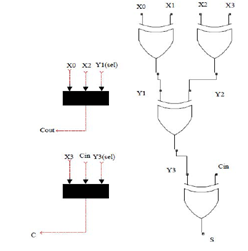 X0 X1 X2 X3
X0 X2 Y1(sel)
Y1 Y2
Cout
X3 Cin Y3(sel)
Y3 Cin
C
S